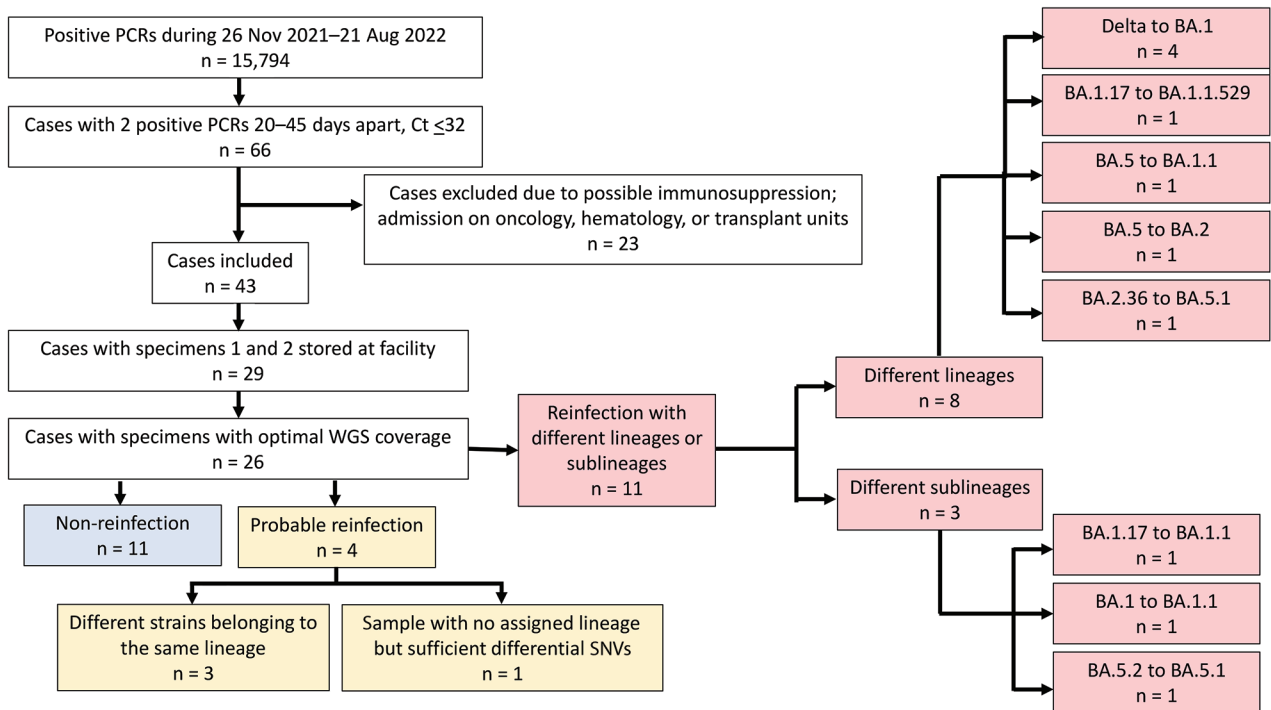 Positive PCRs during 26 Nov 2021–21 Aug 2022
n = 15,794
Cases with 2 positive PCRs 20–45 days apart, Ct ≤32
n = 66
Cases excluded due to possible immunosuppression;
admission on oncology, hematology, or transplant units
n = 23
Cases included
n = 43
Cases with specimens 1 and 2 stored at facility
n = 29
Cases with specimens with optimal WGS coverage
n = 26
Non-reinfection
n = 11
Probable reinfection
n = 4
Different strains belonging to
the same lineage
n = 3
Sample with no assigned lineage
but sufficient differential SNVs
n = 1
Reinfection with
different lineages or
sublineages
n = 11
Different lineages
n = 8
Delta to BA.1
n = 4
BA.1.17 to BA.1.1.529
n = 1
BA.5 to BA.1.1
n = 1
BA.5 to BA.2
n = 1
BA.2.36 to BA.5.1
n = 1
Different sublineages
n = 3
BA.1.17 to BA.1.1
n = 1
BA.1 to BA.1.1
n = 1
BA.5.2 to BA.5.1
n = 1